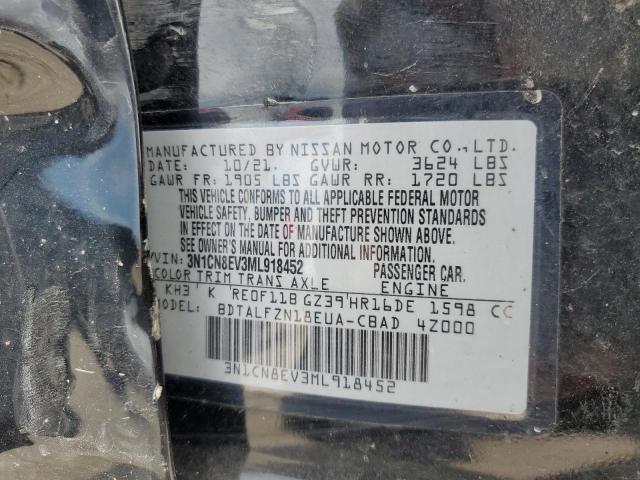 MANUFACTURED BY NISSAN MOTOR CO.,LTD.
DATE: 10/21. GVWR: 3624 LBS
GAWR FR: 1905 LBS GAWR RR: 1720 LBS
THIS VEHICLE CONFORMS TO ALL APPLICABLE FEDERAL MOTOR
VEHICLE SAFETY, BUMPER AND THEFT PREVENTION STANDARDS
IN EFFECT ON THE DATE OF MANUFACTURE SHOWN ABOVE.
SEE OWNER'S MANUAL FOR ADDITIONAL INFORMATION.
VIN: 3N1CN8EV3ML918452 PASSENGER CAR.
COLOR TRIM TRANS AXLE ENGINE
KH3 ' K ' RE0F11B GZ39'HR16DE 1598 CC
MODEL: BDTALFZN18EUA-CBAD 4Z000
3N1CN8EV3ML918452